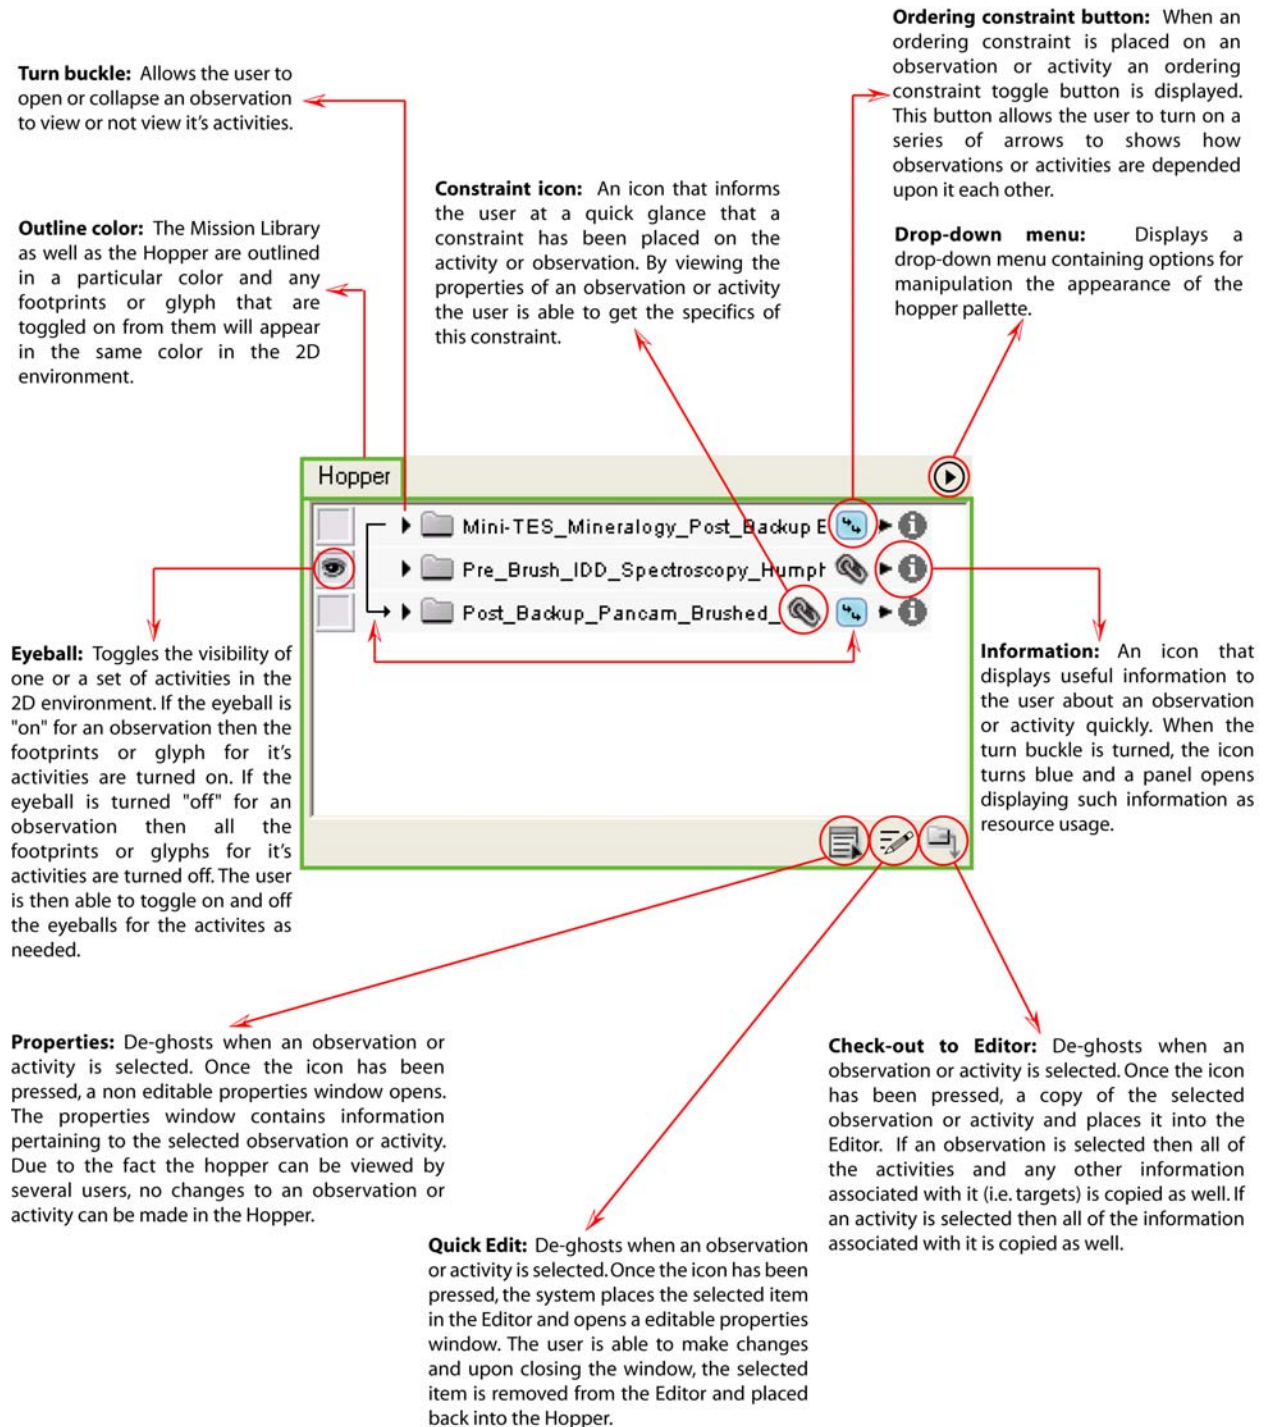 Ordering constraint button: When an
ordering constraint is placed on an
observation or activity an ordering
constraint toggle button is displayed.
This button allows the user to turn on a
series of arrows to shows how
observations or activities are depended
upon it each other.
Turn buckle: Allows the user to
open or collapse an observation
to view or not view it's activities.
Constraint icon: An icon that informs
the user at a quick glance that a
constraint has been placed on the
activity or observation. By viewing the
properties of an observation or activity
the user is able to get the specifics of
this constraint.
Outline color: The Mission Library
as well as the Hopper are outlined
in a particular color and any
footprints or glyph that are
toggled on from them will appear
in the same color in the 2D
environment.
Drop-down menu: Displays a
drop-down menu containing options for
manipulation the appearance of the
hopper pallette.
Hopper
Mini-TES_Mineralogy_Post_Backup E
Pre_Brush_IDD_Spectroscopy_Humpl
Post_Backup_Pancam_Brushed_
Eyeball: Toggles the visibility of
one or a set of activities in the
2D environment. If the eyeball is
"on" for an observation then the
footprints or glyph for it's
activities are turned on. If the
eyeball is turned "off" for an
observation then all the
footprints or glyphs for it's
activities are turned off. The user
is then able to toggle on and off
the eyeballs for the activites as
needed.
Information: An icon that
displays useful information to
the user about an observation
or activity quickly. When the
turn buckle is turned, the icon
turns blue and a panel opens
displaying such information as
resource usage.
Properties: De-ghosts when an observation or
activity is selected. Once the icon has been
pressed, a non editable properties window opens.
The properties window contains information
pertaining to the selected observation or activity.
Due to the fact the hopper can be viewed by
several users, no changes to an observation or
activity can be made in the Hopper.
Check-out to Editor: De-ghosts when an
observation or activity is selected. Once the icon
has been pressed, a copy of the selected
observation or activity and places it into the
Editor. If an observation is selected then all of
the activities and any other information
associated with it (i.e. targets) is copied as well. If
an activity is selected then all of the information
associated with it is copied as well.
Quick Edit: De-ghosts when an observation
or activity is selected. Once the icon has been
pressed, the system places the selected item
in the Editor and opens a editable properties
window. The user is able to make changes
and upon closing the window, the selected
item is removed from the Editor and placed
back into the Hopper.